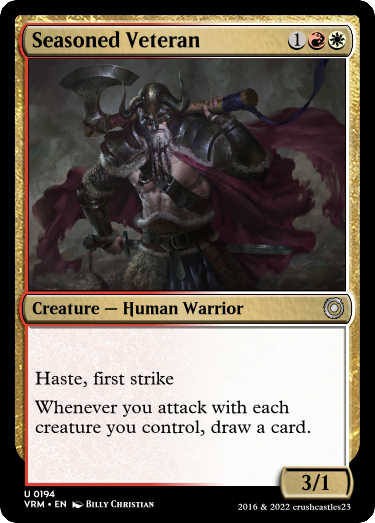 Seasoned Veteran 1
Creature — Human Warrior
Haste, first strike
Whenever you attack with each
creature you control, draw a card.
3/1
U 0194
VRM • EN Billy Christian
2016 & 2022 crushcastles23